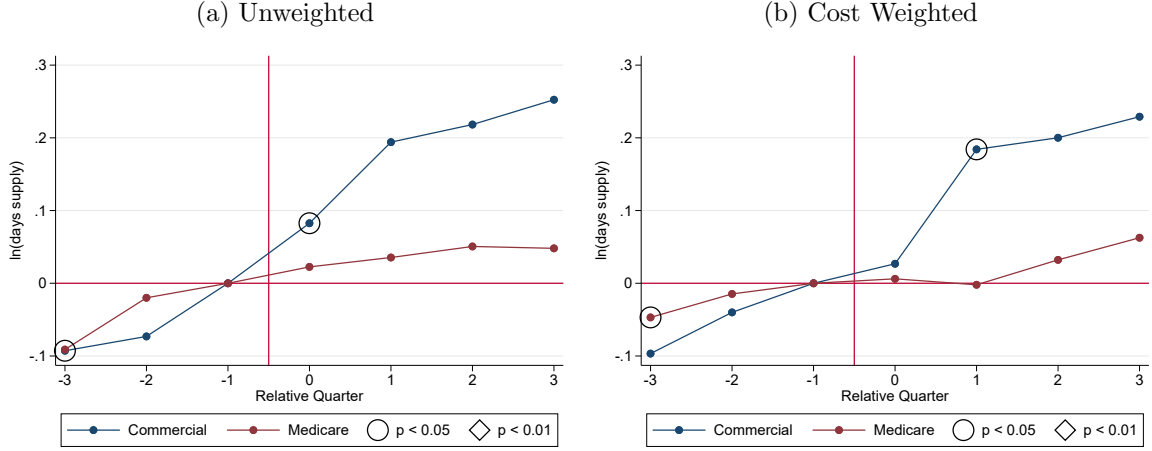 (a) Unweighted
ln(days supply)
.3
.2
.1
0
-.1
-3 -2 -1 0 1 2 3
Relative Quarter
Commercial Medicare p < 0.05 p < 0.01
(b) Cost Weighted
ln(days supply)
.3
.2
.1
0
-.1
-3 -2 -1 0 1 2 3
Relative Quarter
Commercial Medicare p < 0.05 p < 0.01